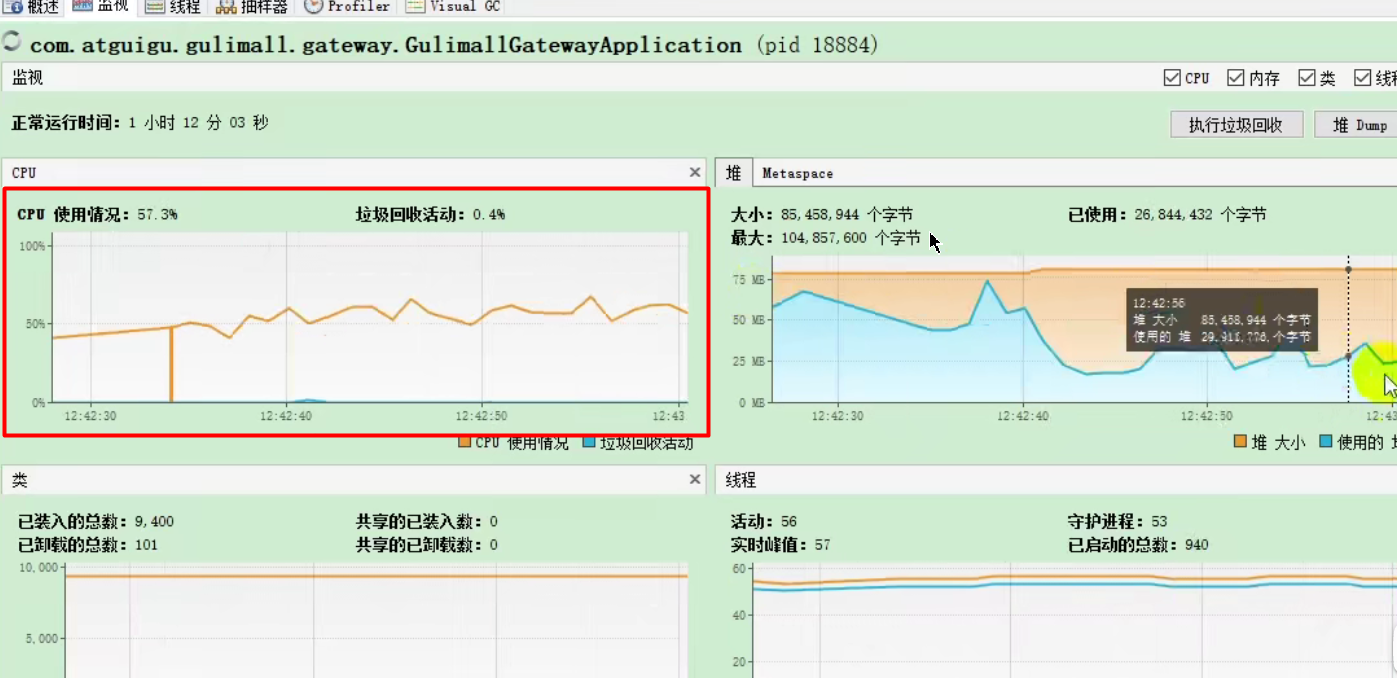 概述 监视 线程 抽样器 Profiler Visual GC
com.atguigu.gulimall.gateway.GulimallGatewayApplication (pid 18884)
监视
CPU 内存 类
正常运行时间: 1 小时 12 分 03 秒
执行垃圾回收 堆 Dump
CPU
CPU 使用情况: 57.3% 垃圾回收活动: 0.4%
100%
50%
0%
12:42:30 12:42:40 12:42:50 12:43
CPU 使用情况 垃圾回收活动
堆 Metaspace
大小: 85,458,944 个字节 已使用: 26,844,432 个字节
最大: 104,857,600 个字节
75 MB
50 MB
25 MB
0 MB
12:42:56
堆 大小 85,458,944 个字节
使用的 堆 个字节
12:42:30 12:42:40 12:42:50 12:43
堆 大小 使用的
类
已装入的总数: 9,400 共享的已装入数: 0
已卸载的总数: 101 共享的已卸载数: 0
10,000
5,000
线程
活动: 56 守护进程: 53
实时峰值: 57 已启动的总数: 940
60
40
20